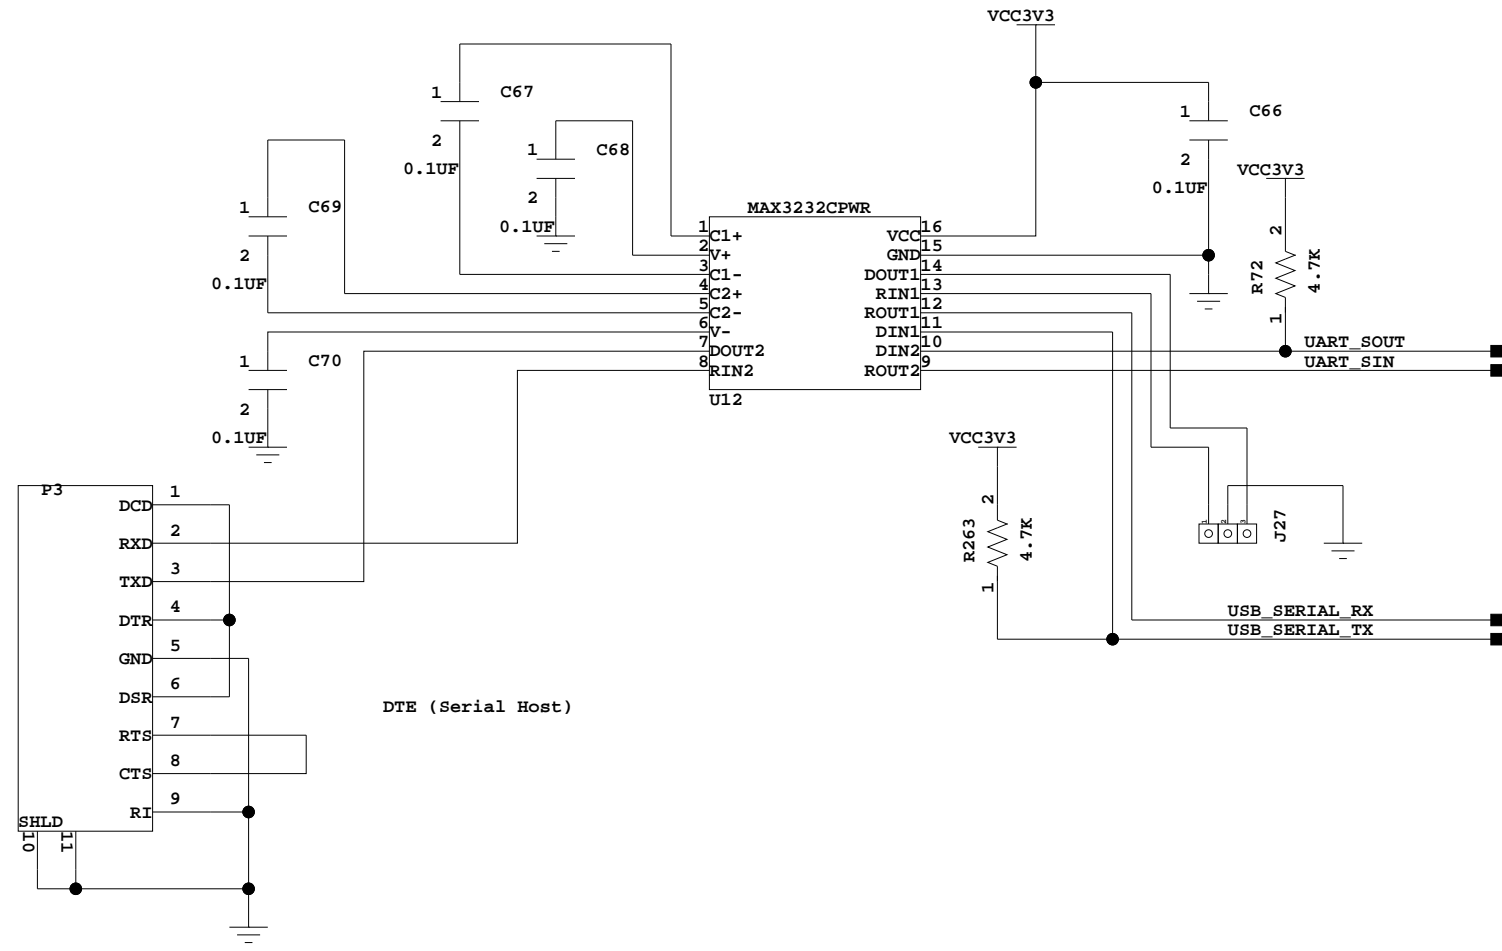 VCC3V3
1 C67
2
0.1UF
1 C68
2
0.1UF
1 C66
2
0.1UF
VCC3V3
1 C69
2
0.1UF
MAX3232CPWR
1 C1+ VCC 16
2 V+ GND 15
3 C1- DOUT1 14
4 C2+ RIN1 13
5 C2- ROUT1 12
6 V- DIN1 11
7 DOUT2 DIN2 10
8 RIN2 ROUT2 9
U12
2
R72 4.7K
1
UART_SOUT
UART_SIN
1 C70
2
0.1UF
VCC3V3
2
R263 4.7K
1
1 2 3
J27
USB_SERIAL_RX
USB_SERIAL_TX
P3
DCD 1
RXD 2
TXD 3
DTR 4
GND 5
DSR 6
RTS 7
CTS 8
RI 9
SHLD
10 11
DTE (Serial Host)